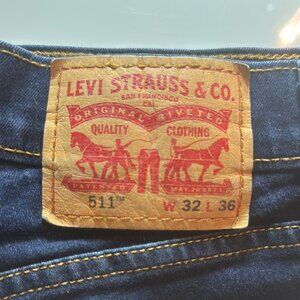 LEVI STRAUSS & CO.
SAN FRANCISCO
CAL
ORIGINAL RIVETED
QUALITY CLOTHING
PATENTED MAY 20 1873
511™ W 32 L 36